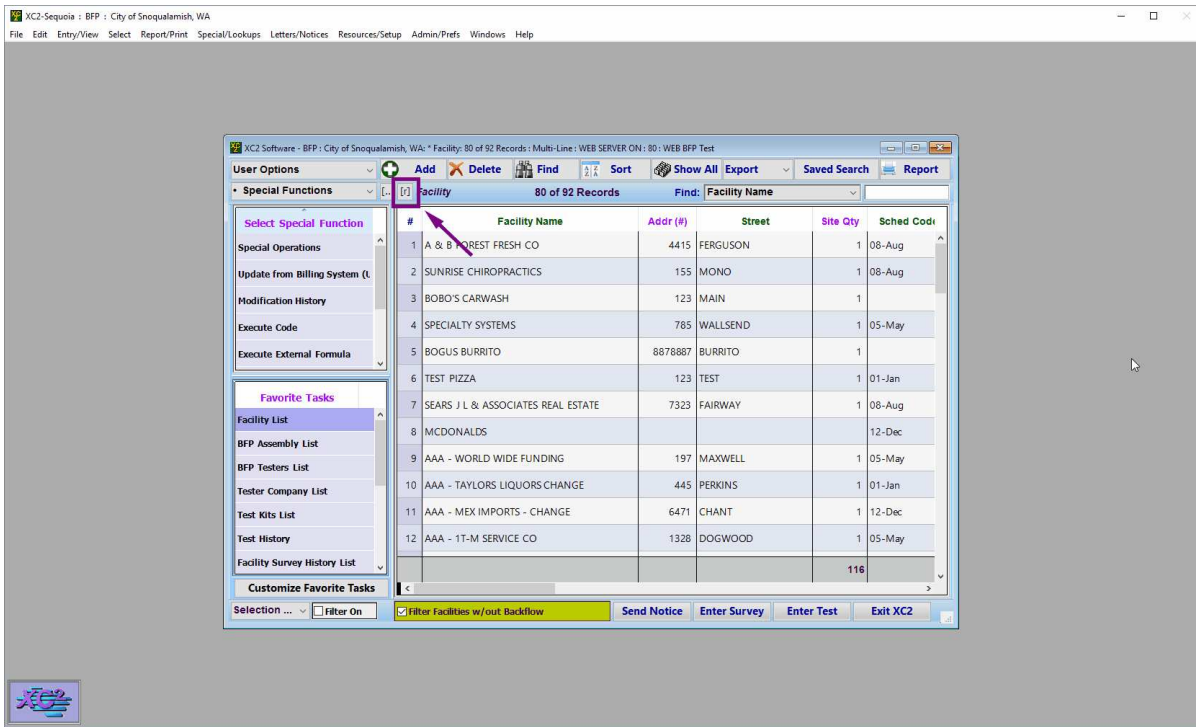 XC2-Sequoia : BFP : City of Snoqualamish, WA
File Edit Entry/View Select Report/Print Special/Lookups Letters/Notices Resources/Setup Admin/Prefs Windows Help
XC2 Software - BFP : City of Snoqualamish, WA: * Facility: 80 of 92 Records : Multi-Line : WEB SERVER ON : 80 : WEB BFP Test
User Options Add Delete Find Sort Show All Export Saved Search Report
• Special Functions [.. [r] Facility 80 of 92 Records Find: Facility Name
Select Special Function
Special Operations
Update from Billing System (U
Modification History
Execute Code
Execute External Formula
Favorite Tasks
Facility List
BFP Assembly List
BFP Testers List
Tester Company List
Test Kits List
Test History
Facility Survey History List
Customize Favorite Tasks
# Facility Name Addr (#) Street Site Qty Sched Code
1 A & B FOREST FRESH CO 4415 FERGUSON 1 08-Aug
2 SUNRISE CHIROPRACTICS 155 MONO 1 08-Aug
3 BOBO'S CARWASH 123 MAIN 1
4 SPECIALTY SYSTEMS 785 WALLSEND 1 05-May
5 BOGUS BURRITO 8878887 BURRITO 1
6 TEST PIZZA 123 TEST 1 01-Jan
7 SEARS J L & ASSOCIATES REAL ESTATE 7323 FAIRWAY 1 08-Aug
8 MCDONALDS 12-Dec
9 AAA - WORLD WIDE FUNDING 197 MAXWELL 1 05-May
10 AAA - TAYLORS LIQUORS CHANGE 445 PERKINS 1 01-Jan
11 AAA - MEX IMPORTS - CHANGE 6471 CHANT 1 12-Dec
12 AAA - 1T-M SERVICE CO 1328 DOGWOOD 1 05-May
116
Selection ... Filter On Filter Facilities w/out Backflow Send Notice Enter Survey Enter Test Exit XC2
XC2